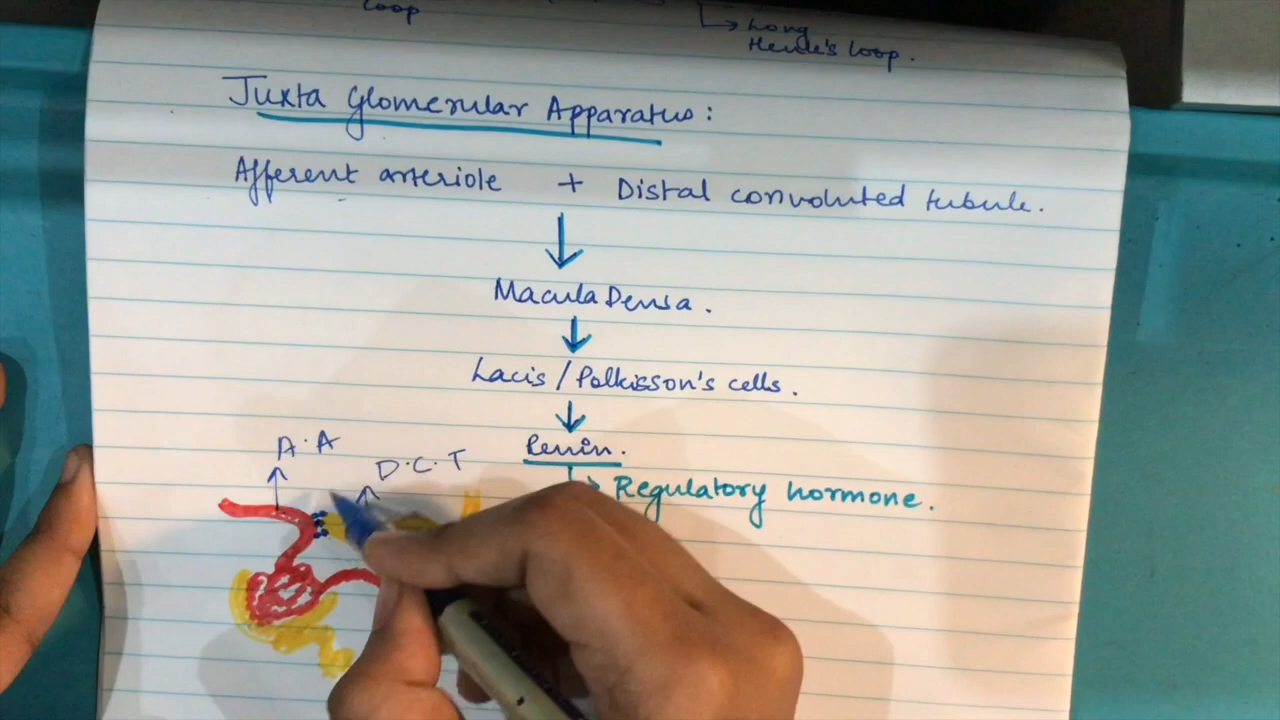 loop
Long
Henle's loop.
Juxta Glomerular Apparatus:
Afferent arteriole + Distal convoluted tubule.
Macula Densa.
Lacis / Polkisson's cells.
Renin.
Regulatory hormone.
A.A
D.C.T